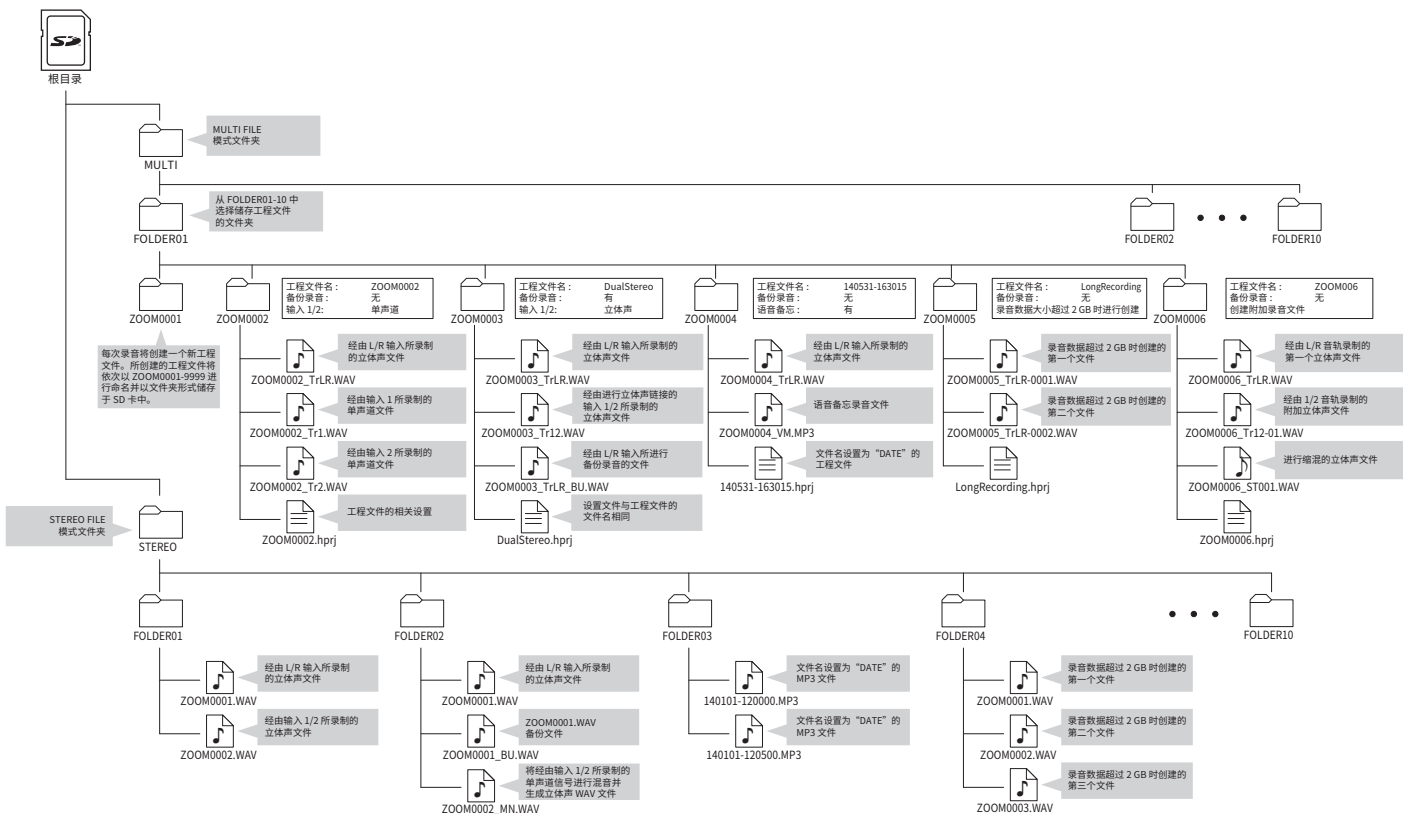 SD
根目录
MULTI FILE
模式文件夹
MULTI
从 FOLDER01-10 中
选择储存工程文件
的文件夹
FOLDER01
FOLDER02
FOLDER10
ZOOM0001
每次录音将创建一个新工程
文件。所创建的工程文件将
依次以 ZOOM0001-9999 进
行命名并以文件夹形式储存
于 SD 卡中。
ZOOM0002
工程文件名: ZOOM0002
备份录音: 无
输入 1/2: 单声道
经由 L/R 输入所录制
的立体声文件
ZOOM0002_TrLR.WAV
经由输入 1 所录制的
单声道文件
ZOOM0002_Tr1.WAV
经由输入 2 所录制的
单声道文件
ZOOM0002_Tr2.WAV
工程文件的相关设置
ZOOM0002.hprj
ZOOM0003
工程文件名: DualStereo
备份录音: 有
输入 1/2: 立体声
经由 L/R 输入所录制的
立体声文件
ZOOM0003_TrLR.WAV
经由进行立体声链接的
输入 1/2 所录制的
立体声文件
ZOOM0003_Tr12.WAV
经由 L/R 输入所进行
备份录音的文件
ZOOM0003_TrLR_BU.WAV
设置文件与工程文件的
文件名相同
DualStereo.hprj
ZOOM0004
工程文件名: 140531-163015
备份录音: 无
语音备忘: 有
经由 L/R 输入所录制的
立体声文件
ZOOM0004_TrLR.WAV
语音备忘录音文件
ZOOM0004_VM.MP3
文件名设置为“DATE”的
工程文件
140531-163015.hprj
ZOOM0005
工程文件名: LongRecording
备份录音: 无
录音数据大小超过 2 GB 时进行创建
录音数据超过 2 GB 时创建的
第一个文件
ZOOM0005_TrLR-0001.WAV
录音数据超过 2 GB 时创建的
第二个文件
ZOOM0005_TrLR-0002.WAV
LongRecording.hprj
ZOOM0006
工程文件名: ZOOM006
备份录音: 无
创建附加录音文件
经由 L/R 音轨录制的
第一个立体声文件
ZOOM0006_TrLR.WAV
经由 1/2 音轨录制的
附加立体声文件
ZOOM0006_Tr12-01.WAV
进行缩混的立体声文件
ZOOM0006_ST001.WAV
ZOOM0006.hprj
STEREO FILE
模式文件夹
STEREO
FOLDER01
经由 L/R 输入所录制
的立体声文件
ZOOM0001.WAV
经由输入 1/2 所录制的
立体声文件
ZOOM0002.WAV
FOLDER02
经由 L/R 输入所录制
的立体声文件
ZOOM0001.WAV
ZOOM0001.WAV
备份文件
ZOOM0001_BU.WAV
将经由输入 1/2 所录制的
单声道信号进行混音并
生成立体声 WAV 文件
ZOOM0002_MN.WAV
FOLDER03
文件名设置为“DATE”的
MP3 文件
140101-120000.MP3
文件名设置为“DATE”的
MP3 文件
140101-120500.MP3
FOLDER04
录音数据超过 2 GB 时创建的
第一个文件
ZOOM0001.WAV
录音数据超过 2 GB 时创建的
第二个文件
ZOOM0002.WAV
录音数据超过 2 GB 时创建的
第三个文件
ZOOM0003.WAV
FOLDER10